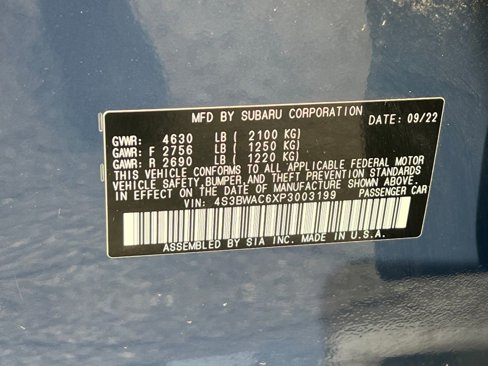 MFD BY SUBARU CORPORATION DATE: 09/22
GVWR: 4630 LB ( 2100 KG)
GAWR: F 2756 LB ( 1250 KG)
GAWR: R 2690 LB ( 1220 KG)
THIS VEHICLE CONFORMS TO ALL APPLICABLE FEDERAL MOTOR
VEHICLE SAFETY, BUMPER, AND THEFT PREVENTION STANDARDS
IN EFFECT ON THE DATE OF MANUFACTURE SHOWN ABOVE.
VIN: 4S3BWAC6XP3003199 PASSENGER CAR
ASSEMBLED BY SIA INC. MADE IN U.S.A.